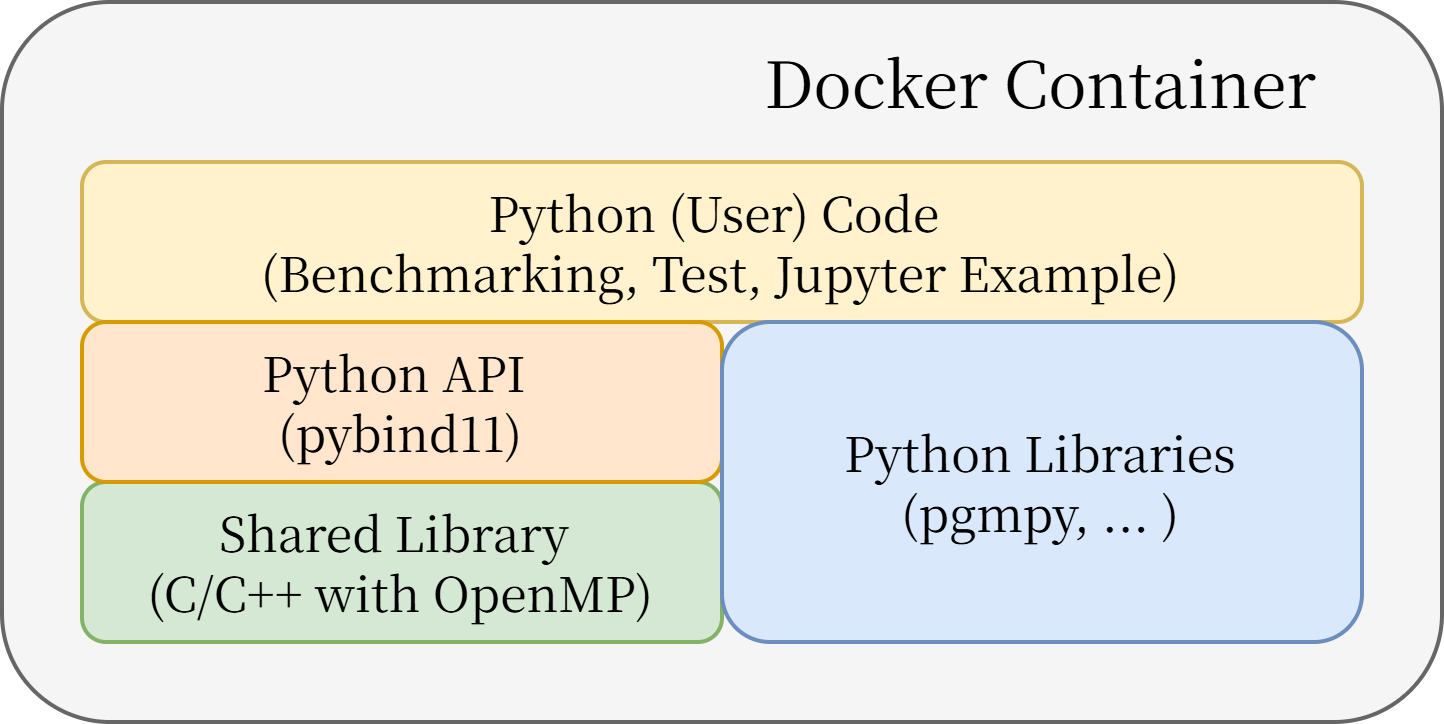 Docker Container
Python (User) Code
(Benchmarking, Test, Jupyter Example)
Python API
(pybind11)
Shared Library
(C/C++ with OpenMP)
Python Libraries
(pgmpy, ... )